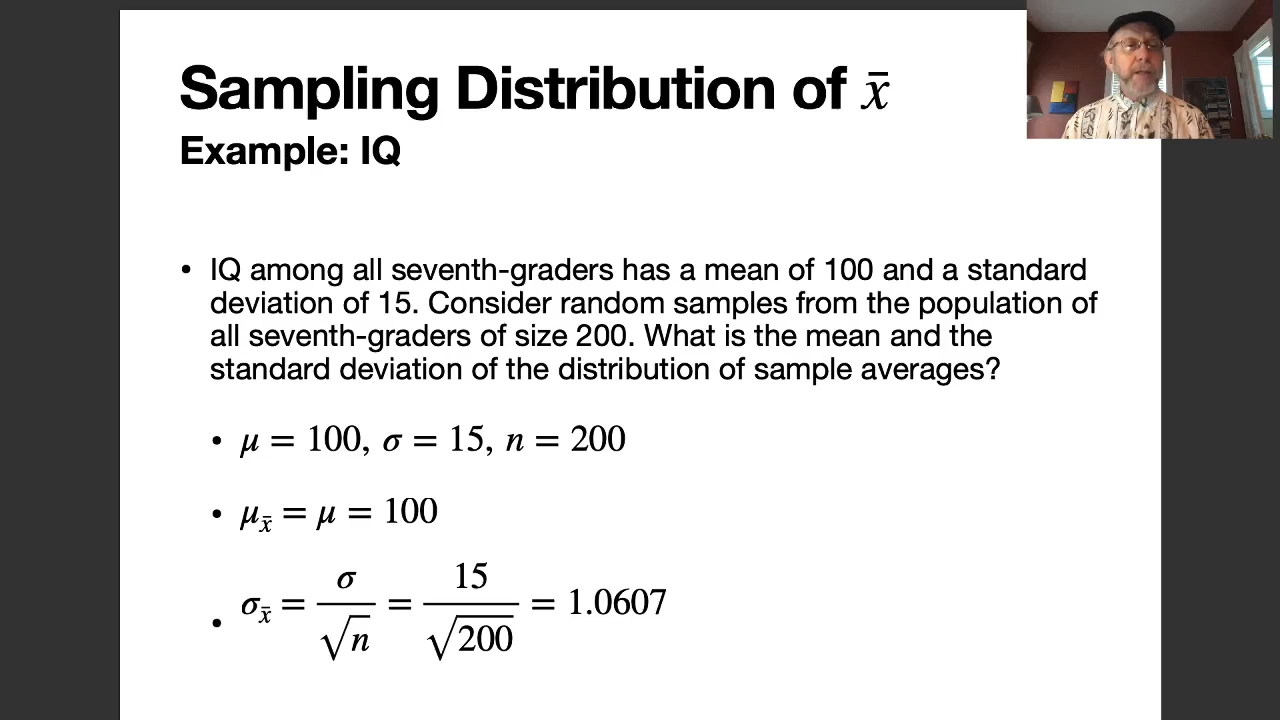 Sampling Distribution of x̄
Example: IQ
• IQ among all seventh-graders has a mean of 100 and a standard
deviation of 15. Consider random samples from the population of
all seventh-graders of size 200. What is the mean and the
standard deviation of the distribution of sample averages?
• μ = 100, σ = 15, n = 200
• μ_x̄ = μ = 100
• σ_x̄ = σ/√n = 15/√200 = 1.0607